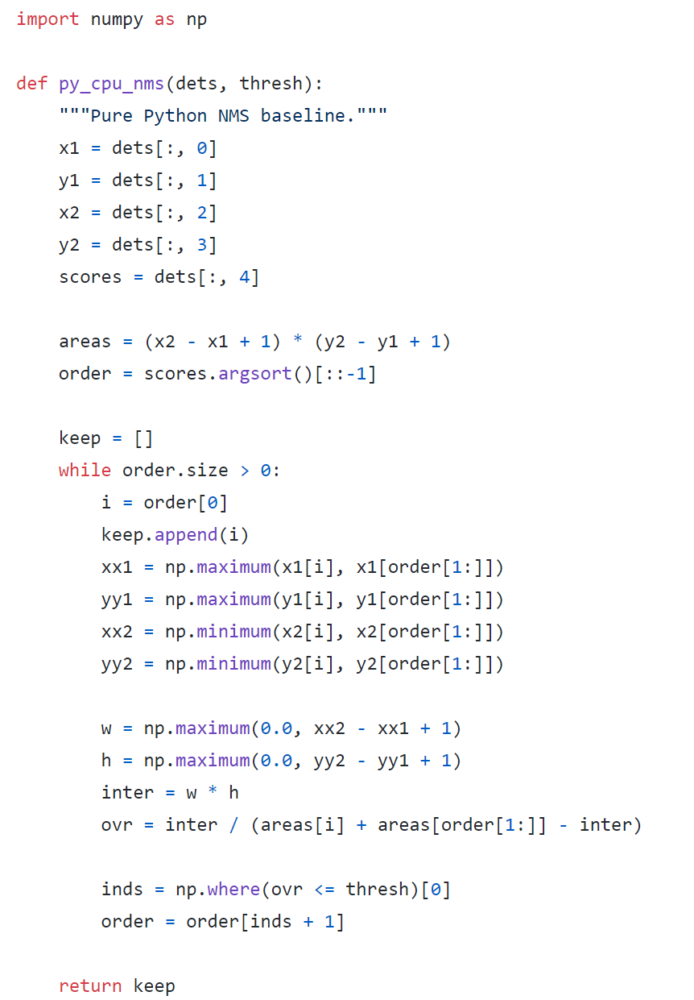 import numpy as np
def py_cpu_nms(dets, thresh):
    """Pure Python NMS baseline."""
    x1 = dets[:, 0]
    y1 = dets[:, 1]
    x2 = dets[:, 2]
    y2 = dets[:, 3]
    scores = dets[:, 4]
    areas = (x2 - x1 + 1) * (y2 - y1 + 1)
    order = scores.argsort()[::-1]
    keep = []
    while order.size > 0:
        i = order[0]
        keep.append(i)
        xx1 = np.maximum(x1[i], x1[order[1:]])
        yy1 = np.maximum(y1[i], y1[order[1:]])
        xx2 = np.minimum(x2[i], x2[order[1:]])
        yy2 = np.minimum(y2[i], y2[order[1:]])
        w = np.maximum(0.0, xx2 - xx1 + 1)
        h = np.maximum(0.0, yy2 - yy1 + 1)
        inter = w * h
        ovr = inter / (areas[i] + areas[order[1:]] - inter)
        inds = np.where(ovr <= thresh)[0]
        order = order[inds + 1]
    return keep